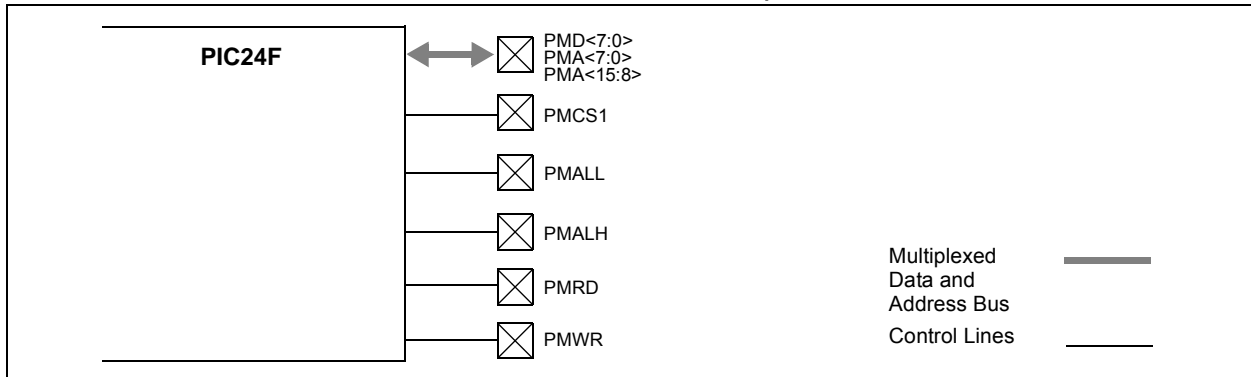 PIC24F
PMD<7:0>
PMA<7:0>
PMA<15:8>
PMCS1
PMALL
PMALH
PMRD
PMWR
Multiplexed
Data and
Address Bus
Control Lines